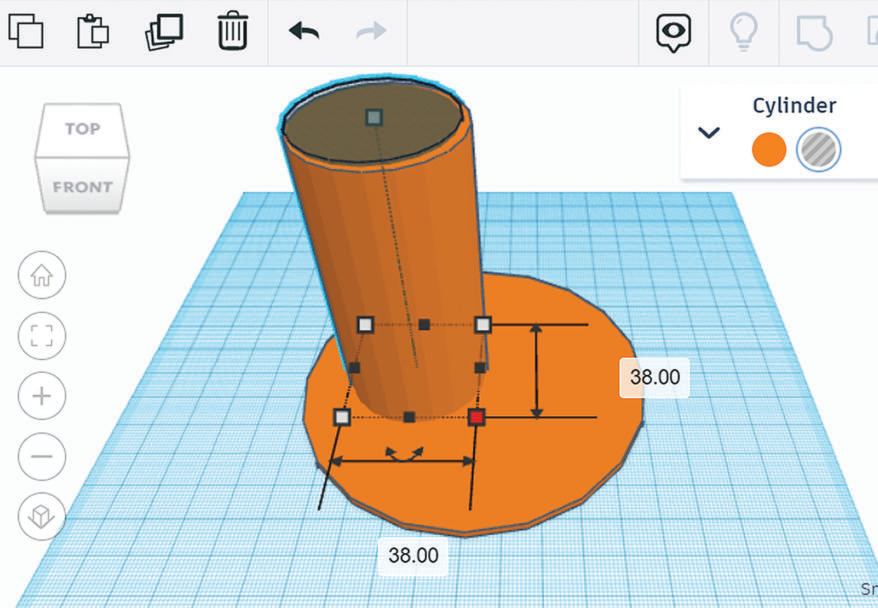 Cylinder
TOP
FRONT
38.00
38.00